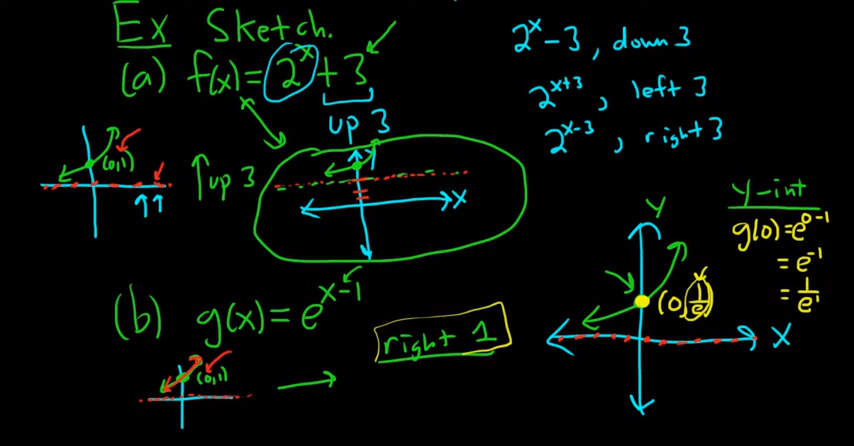 Ex Sketch.
(a) f(x) = 2^x + 3
up 3
(0,1)
↑up 3
Y
X
2^x - 3, down 3
2^(x+3), left 3
2^(x-3), right 3
(b) g(x) = e^(x-1)
right 1
(0,1)
Y
X
(0, 1/e)
Y-int
g(0) = e^(0-1)
= e^-1
= 1/e^1